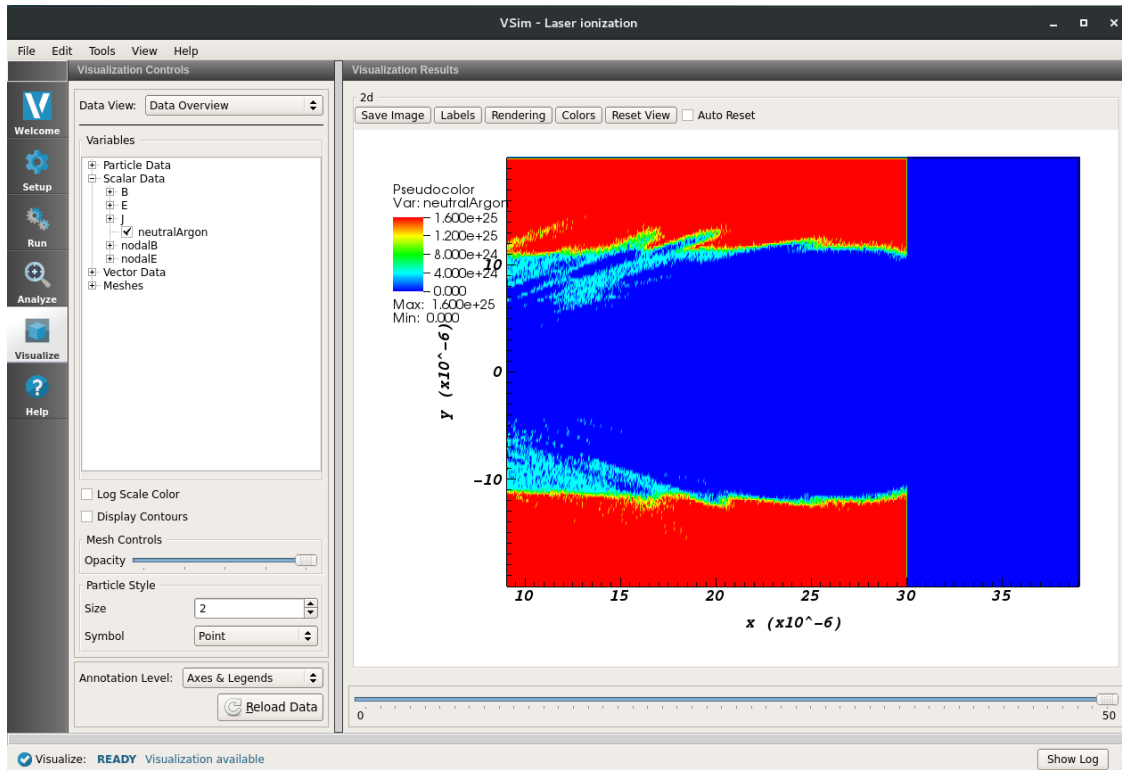 VSim - Laser ionization
File Edit Tools View Help
Visualization Controls
Visualization Results
Welcome
Setup
Run
Analyze
Visualize
Help
Data View: Data Overview
Variables
Particle Data
Scalar Data
B
E
J
neutralArgon
nodalB
nodalE
Vector Data
Meshes
Log Scale Color
Display Contours
Mesh Controls
Opacity
Particle Style
Size 2
Symbol Point
Annotation Level: Axes & Legends
Reload Data
2d
Save Image Labels Rendering Colors Reset View Auto Reset
Pseudocolor
Var: neutralArgon
1.600e+25
1.200e+25
8.000e+24
4.000e+24
0.000
Max: 1.600e+25
Min: 0.000
10
0
-10
y (x10^-6)
10 15 20 25 30 35
x (x10^-6)
0 50
Visualize: READY Visualization available
Show Log